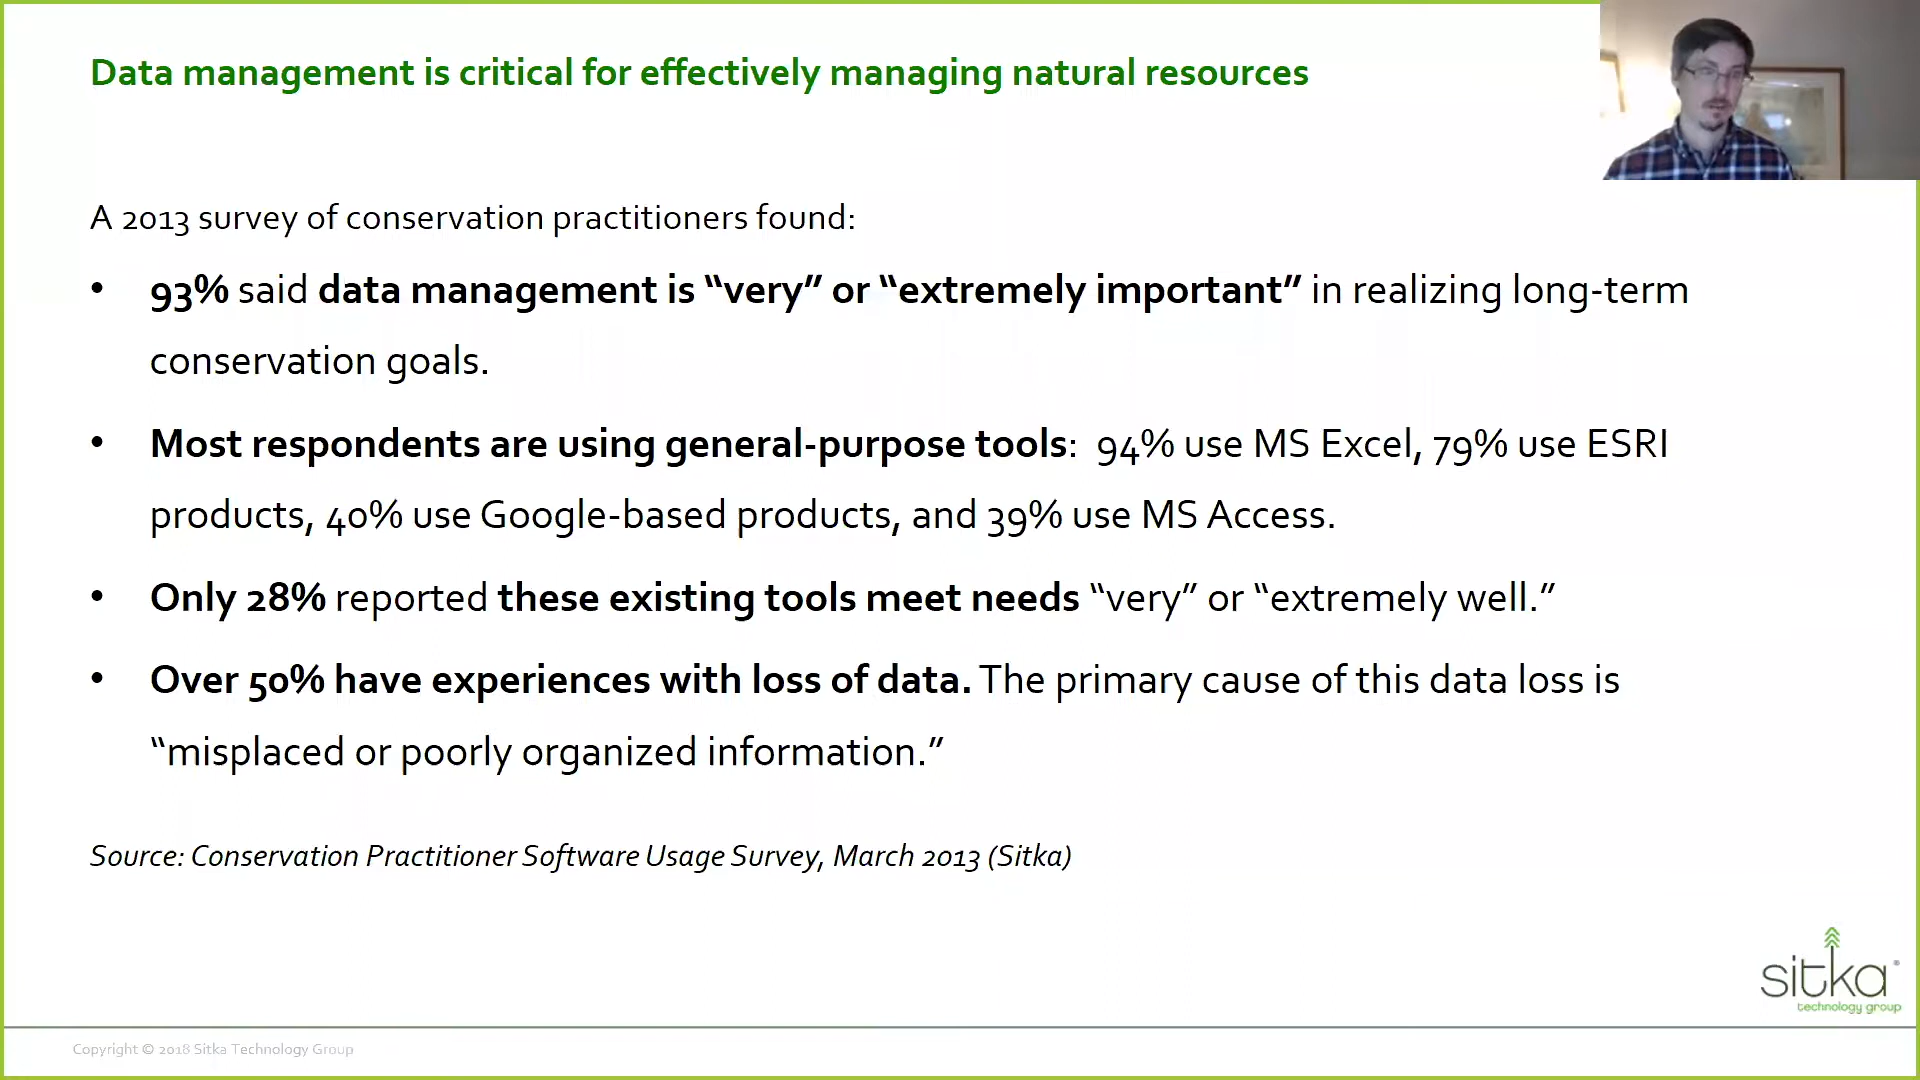 Data management is critical for effectively managing natural resources
A 2013 survey of conservation practitioners found:
• 93% said data management is “very” or “extremely important” in realizing long-term
conservation goals.
• Most respondents are using general-purpose tools:  94% use MS Excel, 79% use ESRI
products, 40% use Google-based products, and 39% use MS Access.
• Only 28% reported these existing tools meet needs “very” or “extremely well.”
• Over 50% have experiences with loss of data. The primary cause of this data loss is
“misplaced or poorly organized information.”
Source: Conservation Practitioner Software Usage Survey, March 2013 (Sitka)
sitka®
technology group
Copyright © 2018 Sitka Technology Group